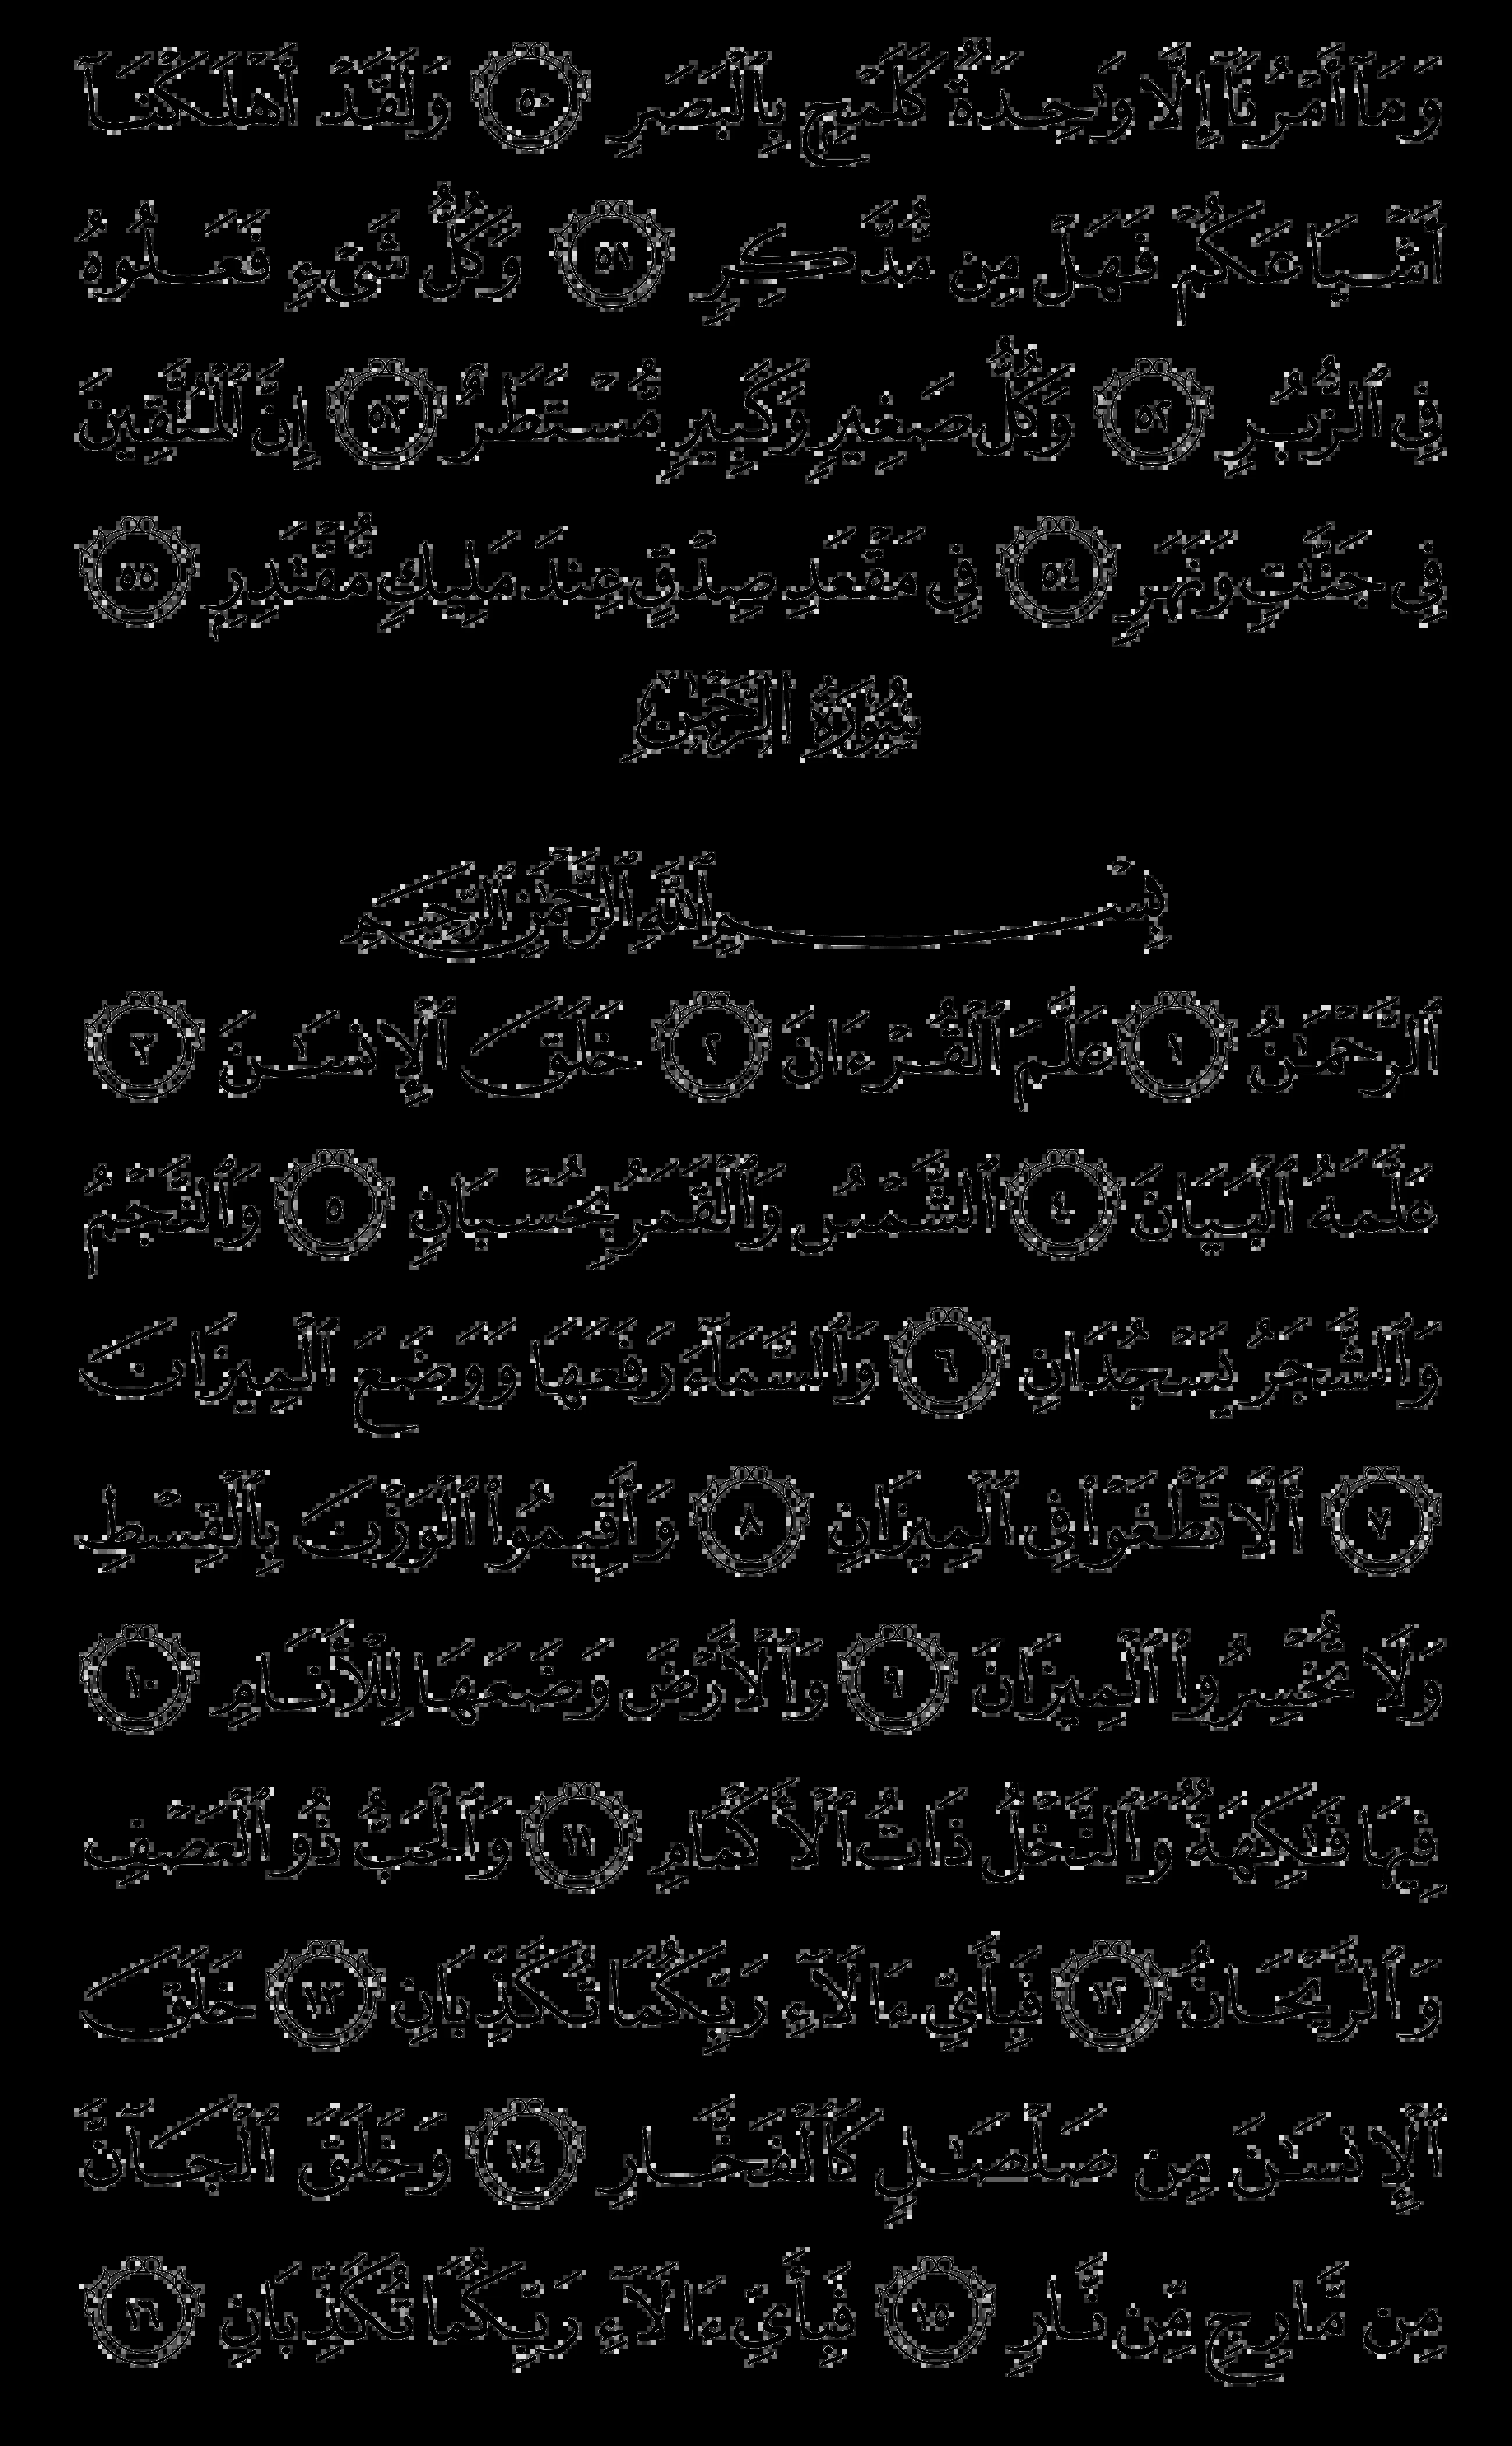 وَمَآ أَمْرُنَآ إِلَّا وَٰحِدَةٌ كَلَمْحٍۭ بِٱلْبَصَرِ ٥٠ وَلَقَدْ أَهْلَكْنَآ
أَشْيَاعَكُمْ فَهَلْ مِن مُّدَّكِرٍ ٥١ وَكُلُّ شَىْءٍ فَعَلُوهُ
فِى ٱلزُّبُرِ ٥٢ وَكُلُّ صَغِيرٍ وَكَبِيرٍ مُّسْتَطَرٌ ٥٣ إِنَّ ٱلْمُتَّقِينَ
فِى جَنَّٰتٍ وَنَهَرٍ ٥٤ فِى مَقْعَدِ صِدْقٍ عِندَ مَلِيكٍ مُّقْتَدِرٍۭ ٥٥
سُورَةُ الرَّحْمَٰنِ
بِسْمِ ٱللَّهِ ٱلرَّحْمَٰنِ ٱلرَّحِيمِ
ٱلرَّحْمَٰنُ ١ عَلَّمَ ٱلْقُرْءَانَ ٢ خَلَقَ ٱلْإِنسَٰنَ ٣
عَلَّمَهُ ٱلْبَيَانَ ٤ ٱلشَّمْسُ وَٱلْقَمَرُ بِحُسْبَانٍ ٥ وَٱلنَّجْمُ
وَٱلشَّجَرُ يَسْجُدَانِ ٦ وَٱلسَّمَآءَ رَفَعَهَا وَوَضَعَ ٱلْمِيزَانَ
٧ أَلَّا تَطْغَوْا۟ فِى ٱلْمِيزَانِ ٨ وَأَقِيمُوا۟ ٱلْوَزْنَ بِٱلْقِسْطِ
وَلَا تُخْسِرُوا۟ ٱلْمِيزَانَ ٩ وَٱلْأَرْضَ وَضَعَهَا لِلْأَنَامِ ١٠
فِيهَا فَٰكِهَةٌ وَٱلنَّخْلُ ذَاتُ ٱلْأَكْمَامِ ١١ وَٱلْحَبُّ ذُو ٱلْعَصْفِ
وَٱلرَّيْحَانُ ١٢ فَبِأَىِّ ءَالَآءِ رَبِّكُمَا تُكَذِّبَانِ ١٣ خَلَقَ
ٱلْإِنسَٰنَ مِن صَلْصَٰلٍ كَٱلْفَخَّارِ ١٤ وَخَلَقَ ٱلْجَآنَّ
مِن مَّارِجٍ مِّن نَّارٍ ١٥ فَبِأَىِّ ءَالَآءِ رَبِّكُمَا تُكَذِّبَانِ ١٦